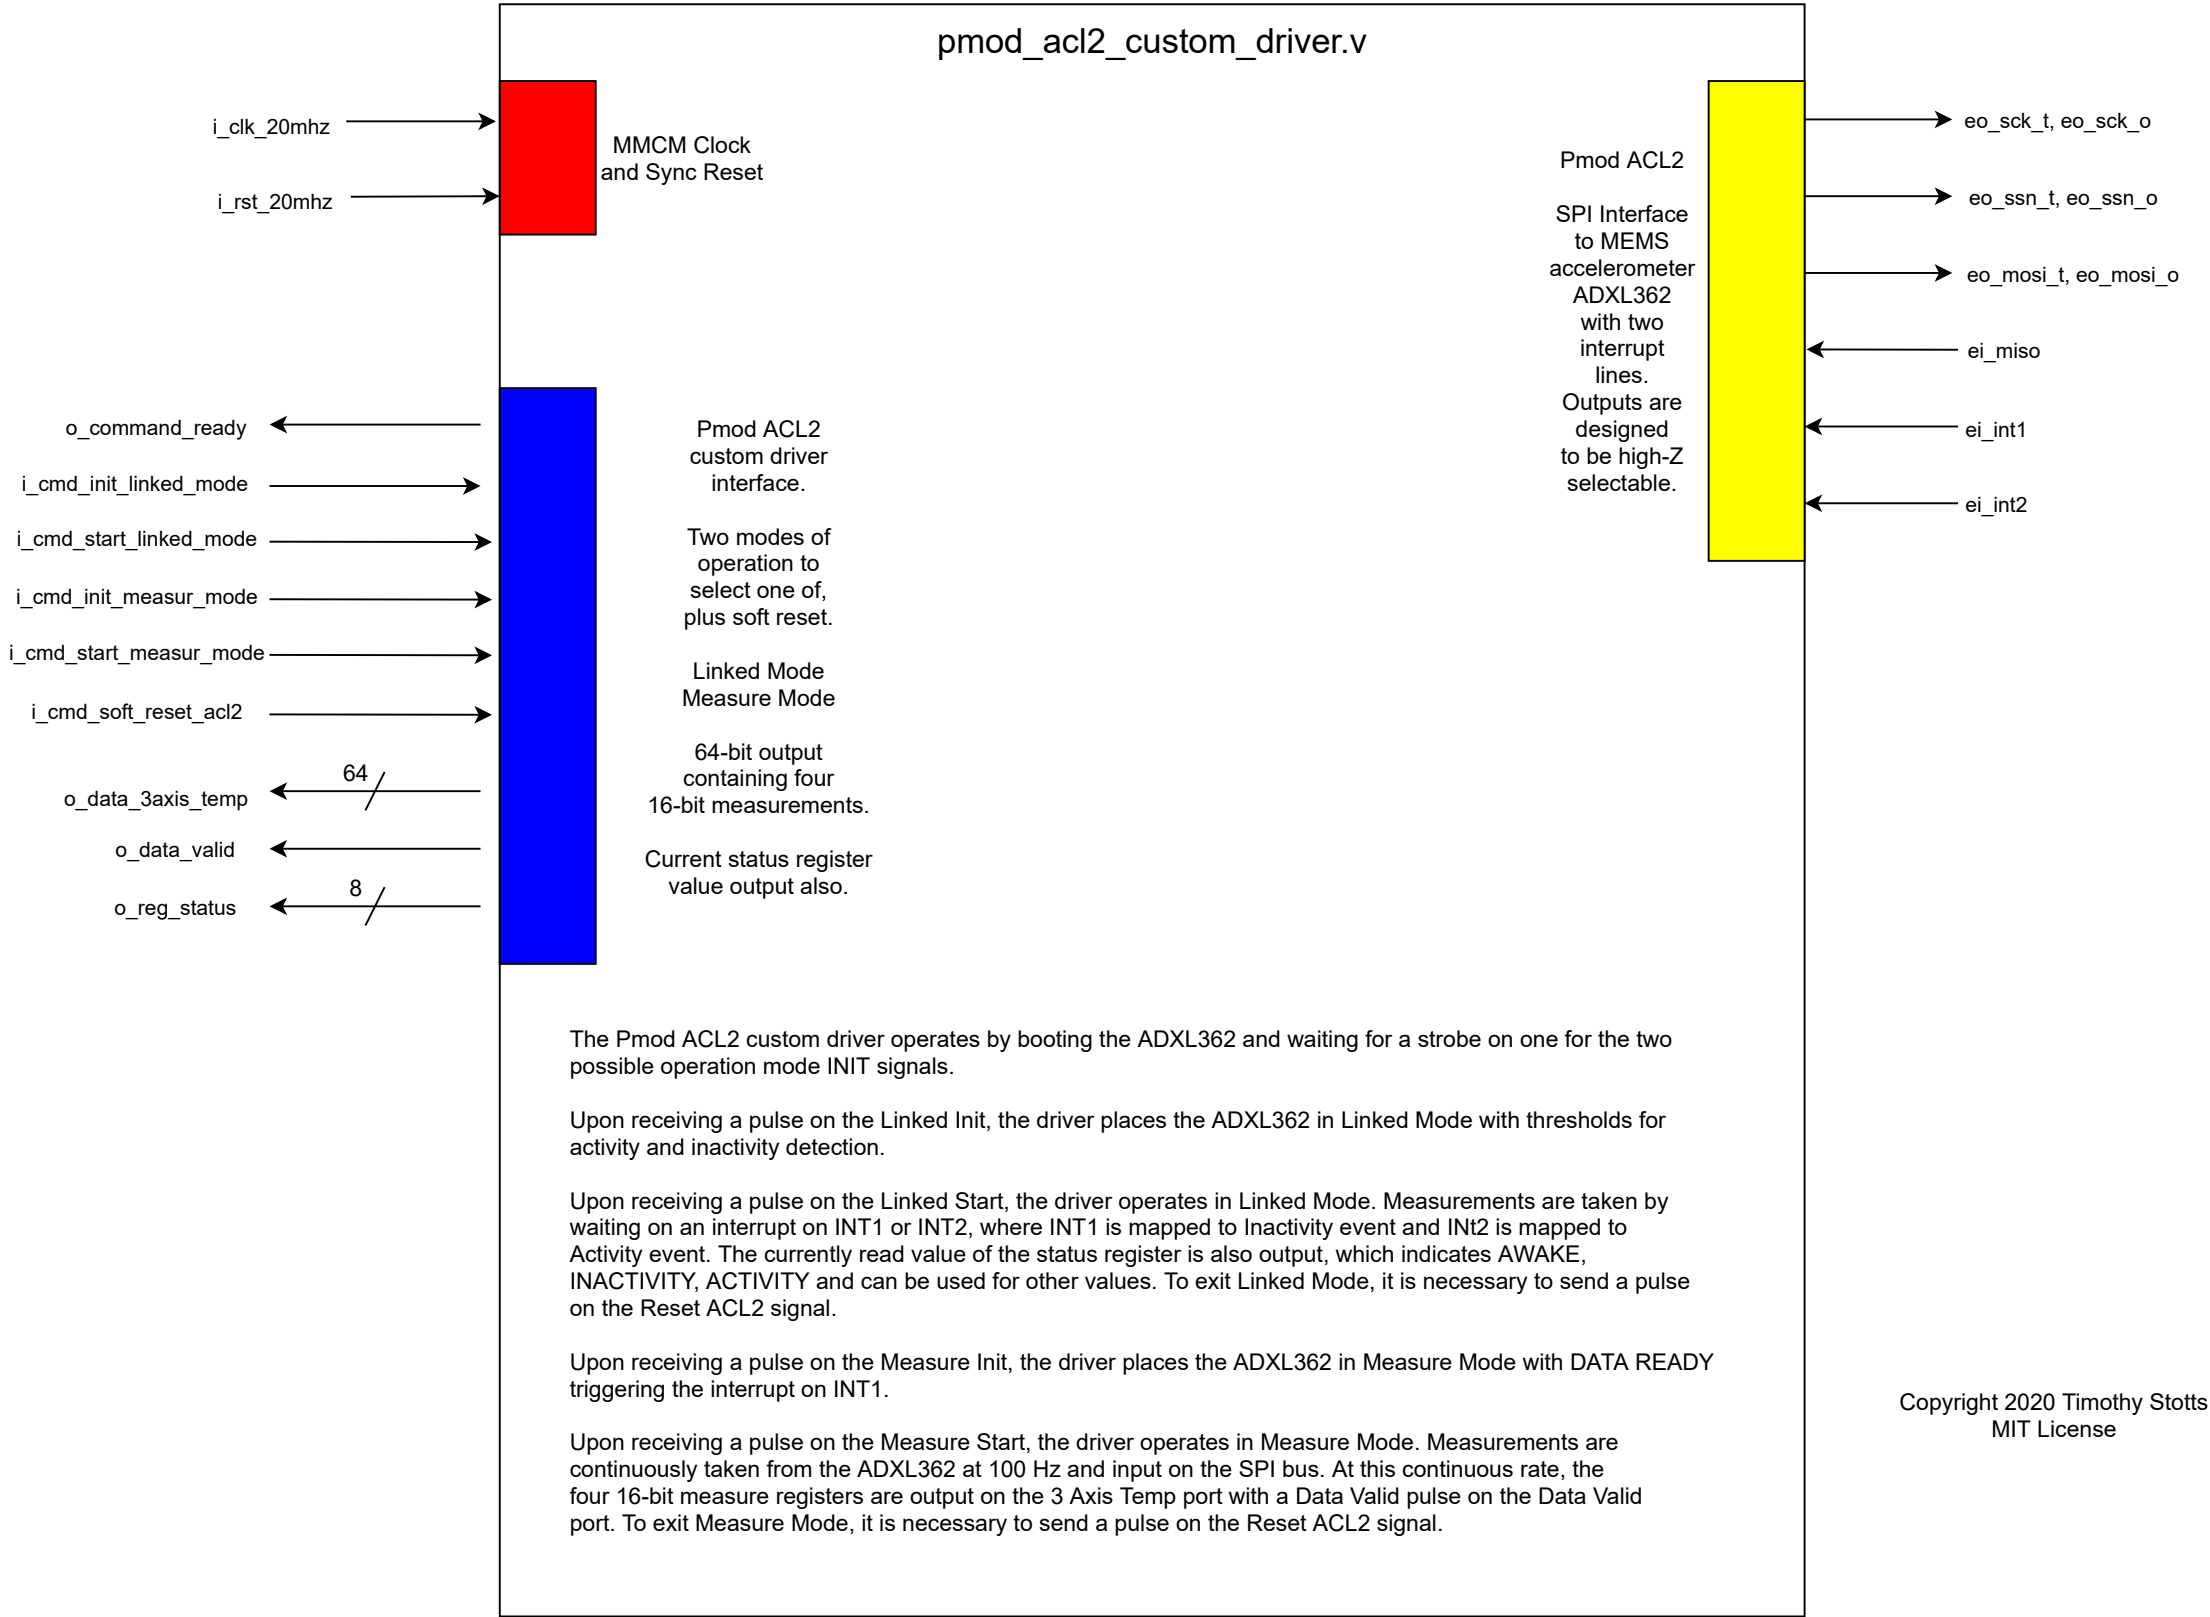 pmod_acl2_custom_driver.v
i_clk_20mhz
i_rst_20mhz
MMCM Clock
and Sync Reset
o_command_ready
i_cmd_init_linked_mode
i_cmd_start_linked_mode
i_cmd_init_measur_mode
i_cmd_start_measur_mode
i_cmd_soft_reset_acl2
64
o_data_3axis_temp
o_data_valid
8
o_reg_status
Pmod ACL2
custom driver
interface.
Two modes of
operation to
select one of,
plus soft reset.
Linked Mode
Measure Mode
64-bit output
containing four
16-bit measurements.
Current status register
value output also.
Pmod ACL2
SPI Interface
to MEMS
accelerometer
ADXL362
with two
interrupt
lines.
Outputs are
designed
to be high-Z
selectable.
eo_sck_t, eo_sck_o
eo_ssn_t, eo_ssn_o
eo_mosi_t, eo_mosi_o
ei_miso
ei_int1
ei_int2
The Pmod ACL2 custom driver operates by booting the ADXL362 and waiting for a strobe on one for the two
possible operation mode INIT signals.
Upon receiving a pulse on the Linked Init, the driver places the ADXL362 in Linked Mode with thresholds for
activity and inactivity detection.
Upon receiving a pulse on the Linked Start, the driver operates in Linked Mode. Measurements are taken by
waiting on an interrupt on INT1 or INT2, where INT1 is mapped to Inactivity event and INt2 is mapped to
Activity event. The currently read value of the status register is also output, which indicates AWAKE,
INACTIVITY, ACTIVITY and can be used for other values. To exit Linked Mode, it is necessary to send a pulse
on the Reset ACL2 signal.
Upon receiving a pulse on the Measure Init, the driver places the ADXL362 in Measure Mode with DATA READY
triggering the interrupt on INT1.
Upon receiving a pulse on the Measure Start, the driver operates in Measure Mode. Measurements are
continuously taken from the ADXL362 at 100 Hz and input on the SPI bus. At this continuous rate, the
four 16-bit measure registers are output on the 3 Axis Temp port with a Data Valid pulse on the Data Valid
port. To exit Measure Mode, it is necessary to send a pulse on the Reset ACL2 signal.
Copyright 2020 Timothy Stotts
MIT License